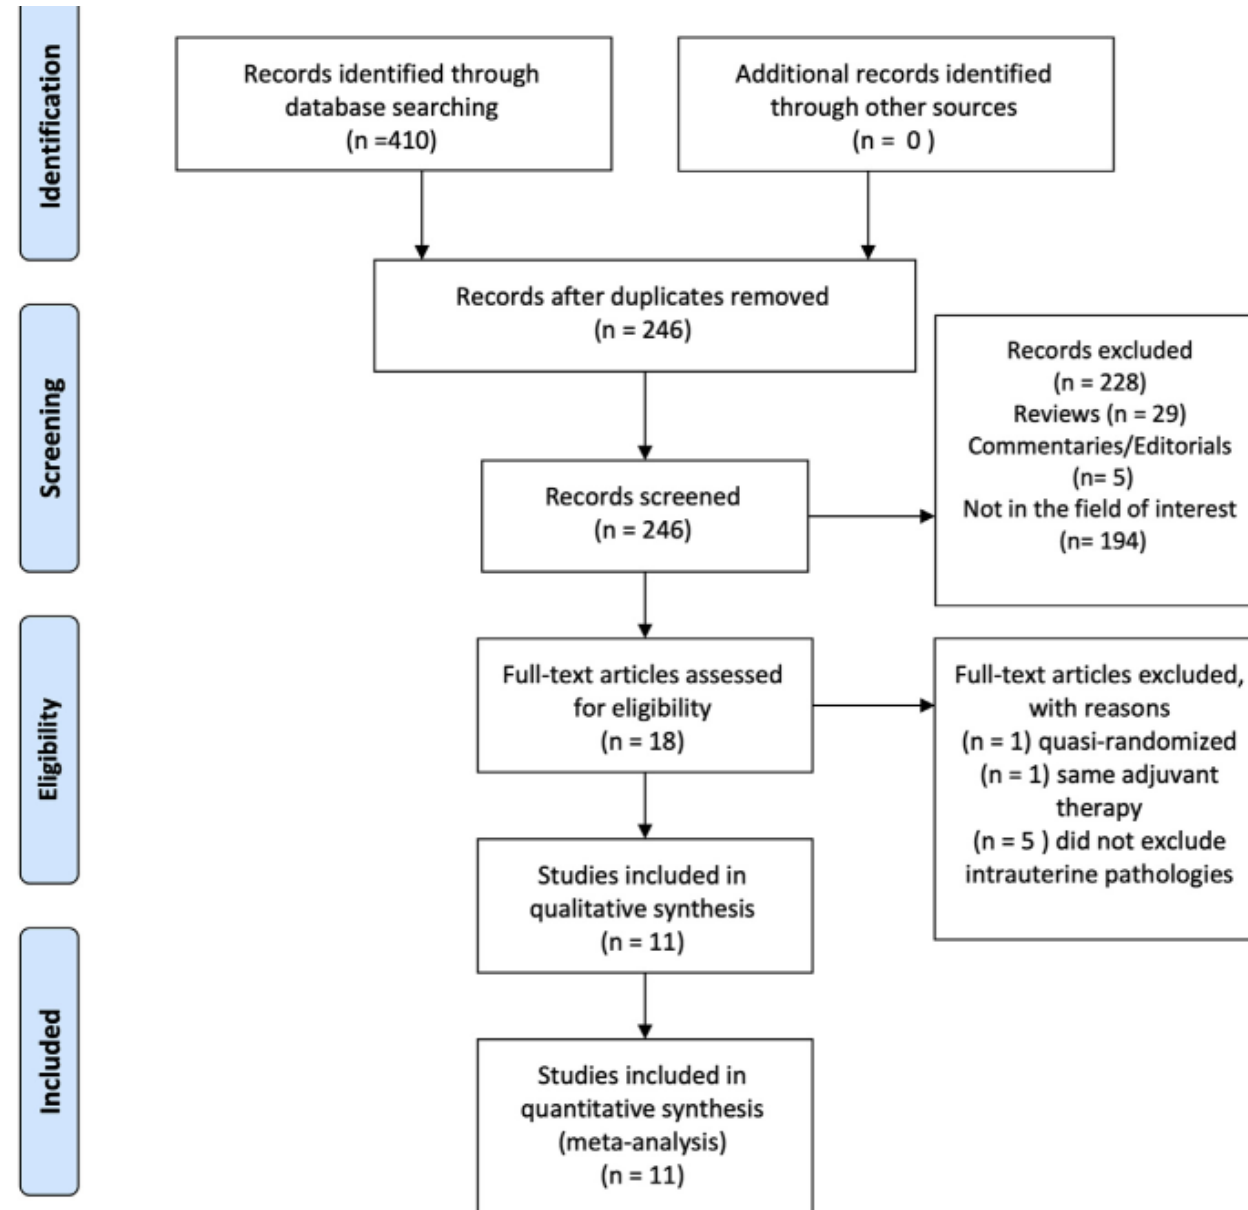 Identification
Records identified through
database searching
(n =410)
Additional records identified
through other sources
(n = 0 )
Records after duplicates removed
(n = 246)
Screening
Records screened
(n = 246)
Records excluded
(n = 228)
Reviews (n = 29)
Commentaries/Editorials
(n= 5)
Not in the field of interest
(n= 194)
Eligibility
Full-text articles assessed
for eligibility
(n = 18)
Full-text articles excluded,
with reasons
(n = 1) quasi-randomized
(n = 1) same adjuvant
therapy
(n = 5 ) did not exclude
intrauterine pathologies
Studies included in
qualitative synthesis
(n = 11)
Included
Studies included in
quantitative synthesis
(meta-analysis)
(n = 11)